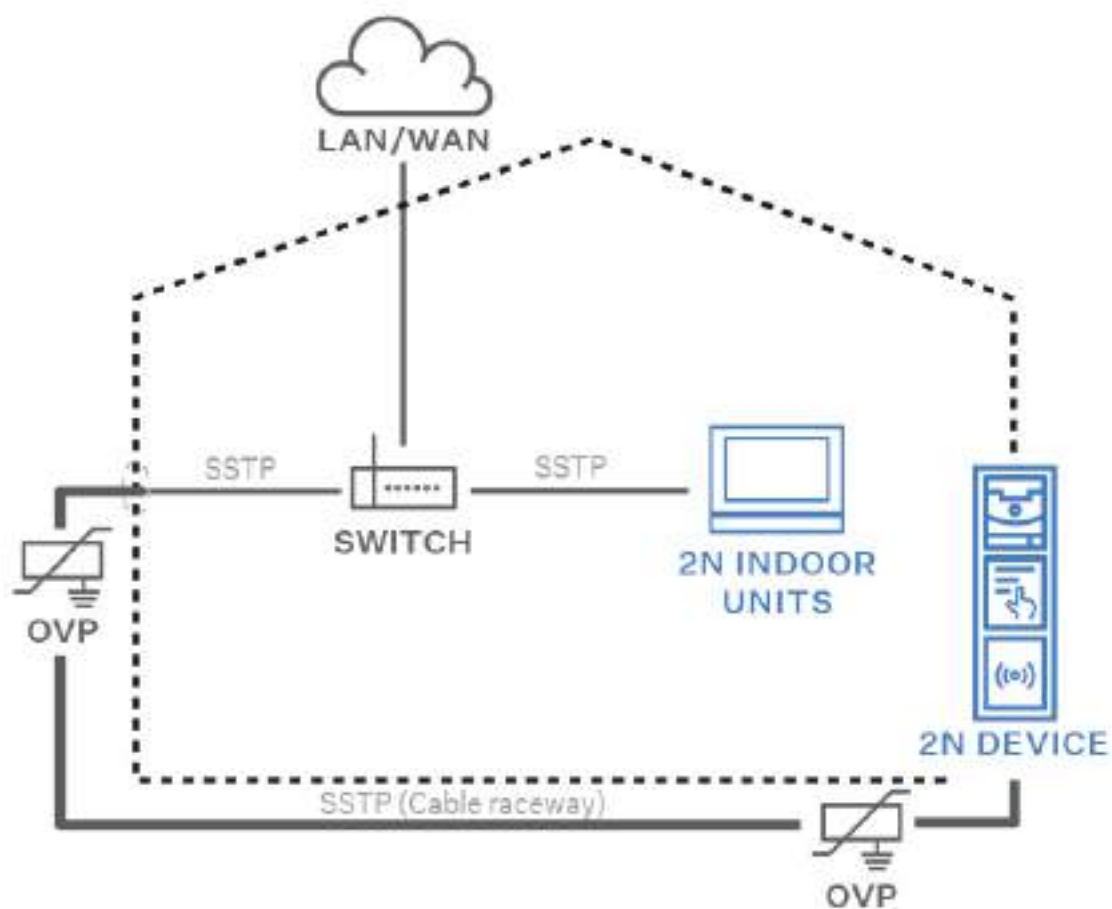 LAN/WAN
SSTP
SSTP
SWITCH
2N INDOOR
UNITS
OVP
2N DEVICE
SSTP (Cable raceway)
OVP